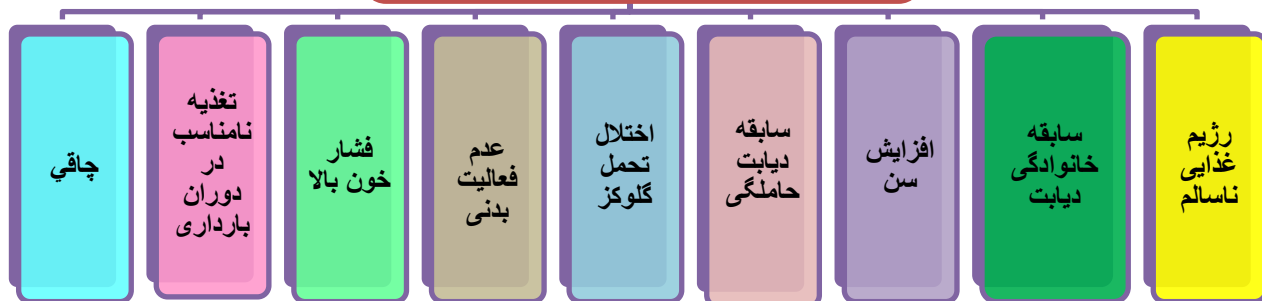 رژیم
غذایی
ناسالم
سابقه
خانوادگی
دیابت
افزایش
سن
سابقه
دیابت
حاملگی
اختلال
تحمل
گلوکز
عدم
فعالیت
بدنی
فشار
خون بالا
تغذیه
نامناسب
در
دوران
بارداری
چاقي